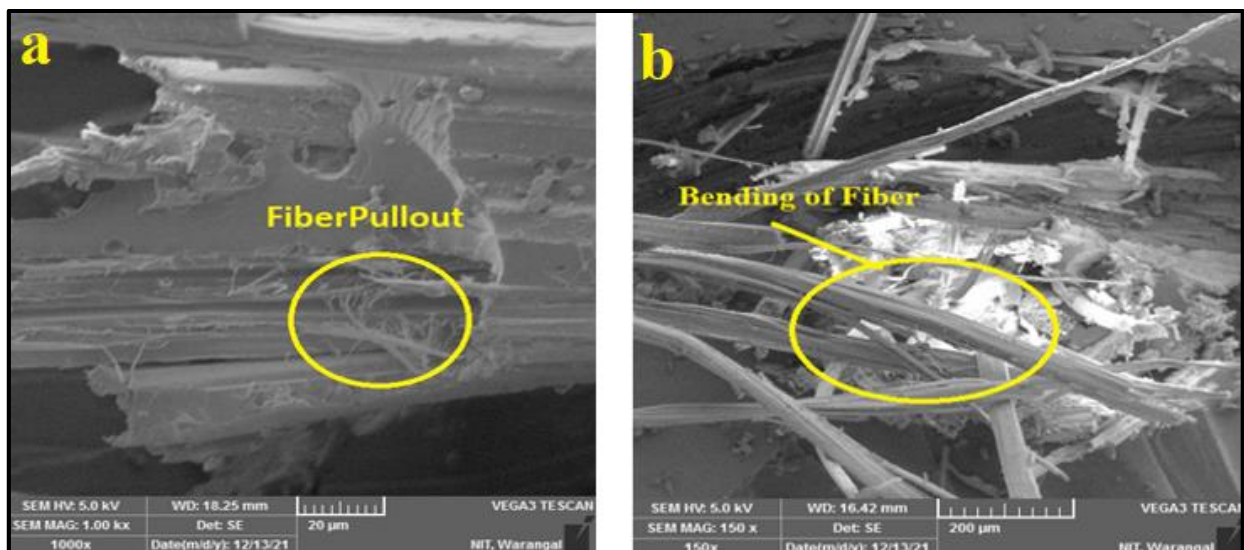 a
FiberPullout
SEM HV: 5.0 kV WD: 18.25 mm VEGA3 TESCAN
SEM MAG: 1.00 kx Det: SE 20 µm
1000x Date(m/d/y): 12/13/21 NIT, Warangal
b
Bending of Fiber
SEM HV: 5.0 kV WD: 16.42 mm VEGA3 TESCAN
SEM MAG: 150 x Det: SE 200 µm
150x Date(m/d/y): 12/13/21 NIT, Warangal